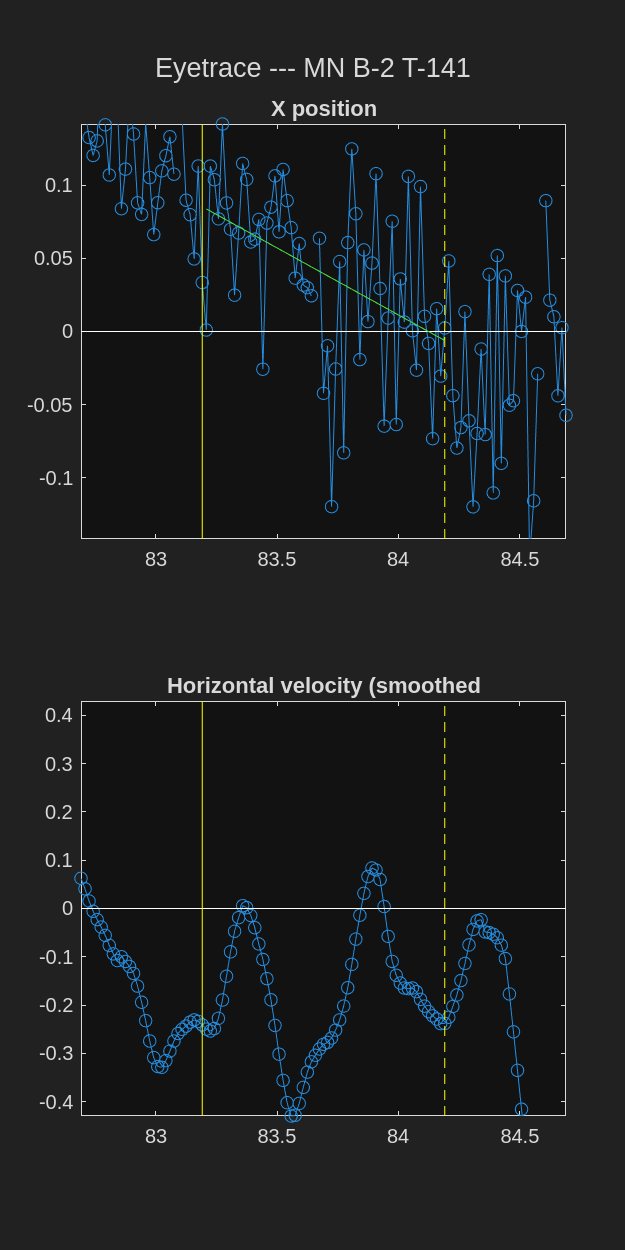 Eyetrace --- MN B-2 T-141
X position
0.1
0.05
0
-0.05
-0.1
83 83.5 84 84.5
Horizontal velocity (smoothed
0.4
0.3
0.2
0.1
0
-0.1
-0.2
-0.3
-0.4
83 83.5 84 84.5